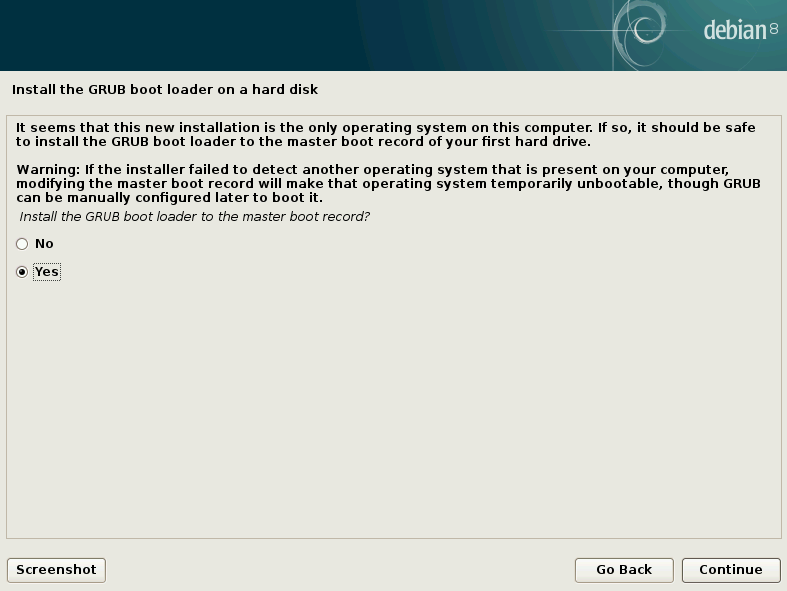 debian 8
Install the GRUB boot loader on a hard disk
It seems that this new installation is the only operating system on this computer. If so, it should be safe
to install the GRUB boot loader to the master boot record of your first hard drive.
Warning: If the installer failed to detect another operating system that is present on your computer,
modifying the master boot record will make that operating system temporarily unbootable, though GRUB
can be manually configured later to boot it.
Install the GRUB boot loader to the master boot record?
No
Yes
Screenshot Go Back Continue